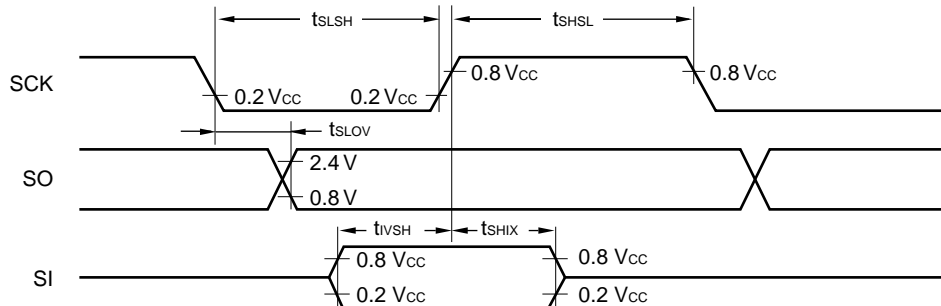 tSLSH tSHSL
SCK 0.2 VCC 0.2 VCC 0.8 VCC 0.8 VCC
tSLOV
SO 2.4 V
0.8 V
tIVSH tSHIX
SI 0.8 VCC 0.8 VCC
0.2 VCC 0.2 VCC